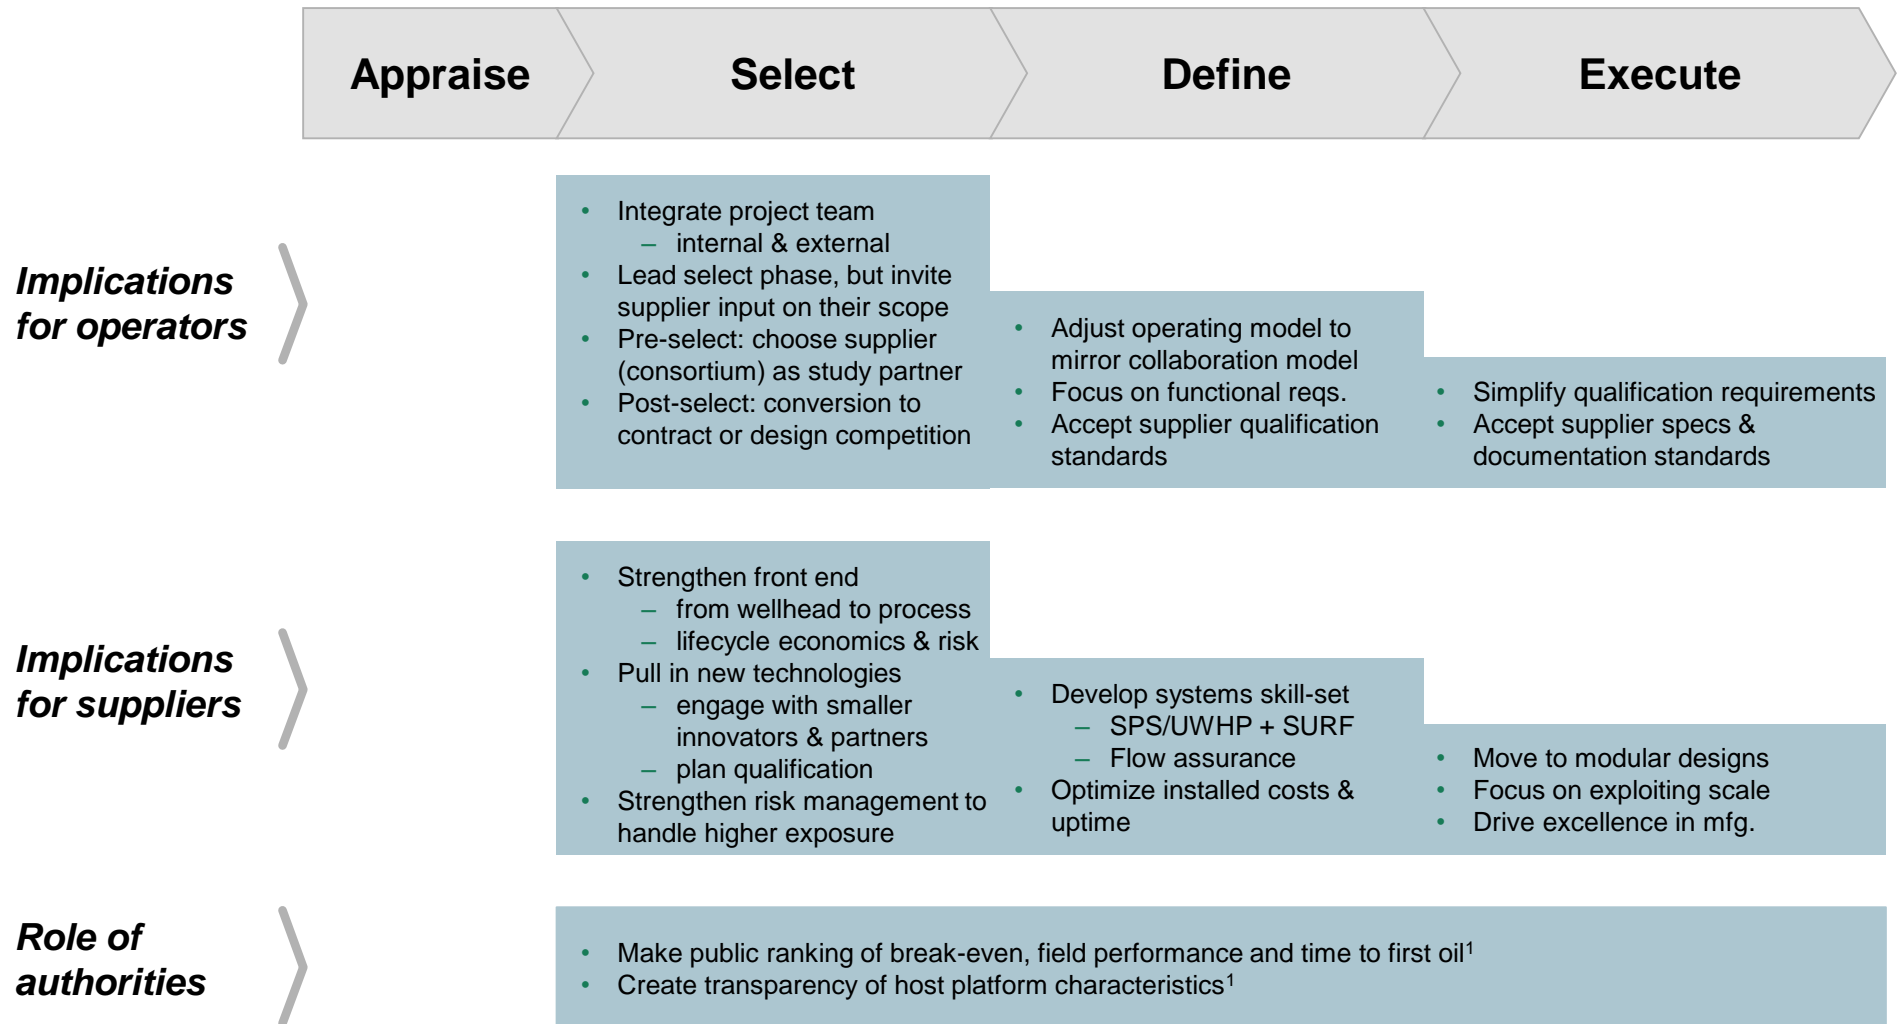 Appraise
Select
Define
Execute
Implications
for operators
• Integrate project team
– internal & external
• Lead select phase, but invite
supplier input on their scope
• Pre-select: choose supplier
(consortium) as study partner
• Post-select: conversion to
contract or design competition
• Adjust operating model to
mirror collaboration model
• Focus on functional reqs.
• Accept supplier qualification
standards
• Simplify qualification requirements
• Accept supplier specs &
documentation standards
Implications
for suppliers
• Strengthen front end
– from wellhead to process
– lifecycle economics & risk
• Pull in new technologies
– engage with smaller
innovators & partners
– plan qualification
• Strengthen risk management to
handle higher exposure
• Develop systems skill-set
– SPS/UWHP + SURF
– Flow assurance
• Optimize installed costs &
uptime
• Move to modular designs
• Focus on exploiting scale
• Drive excellence in mfg.
Role of
authorities
• Make public ranking of break-even, field performance and time to first oil¹
• Create transparency of host platform characteristics¹